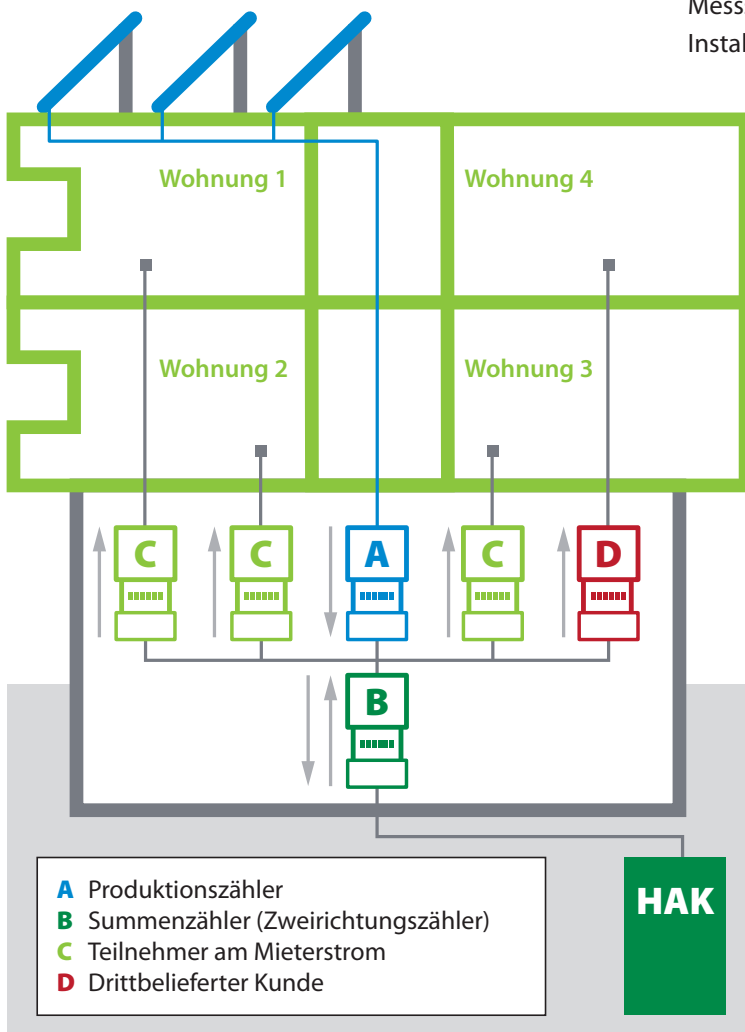 Mess
Instal
Wohnung 1
Wohnung 4
Wohnung 2
Wohnung 3
C
C
A
C
D
B
A Produktionszähler
B Summenzähler (Zweirichtungszähler)
C Teilnehmer am Mieterstrom
D Drittbelieferter Kunde
HAK